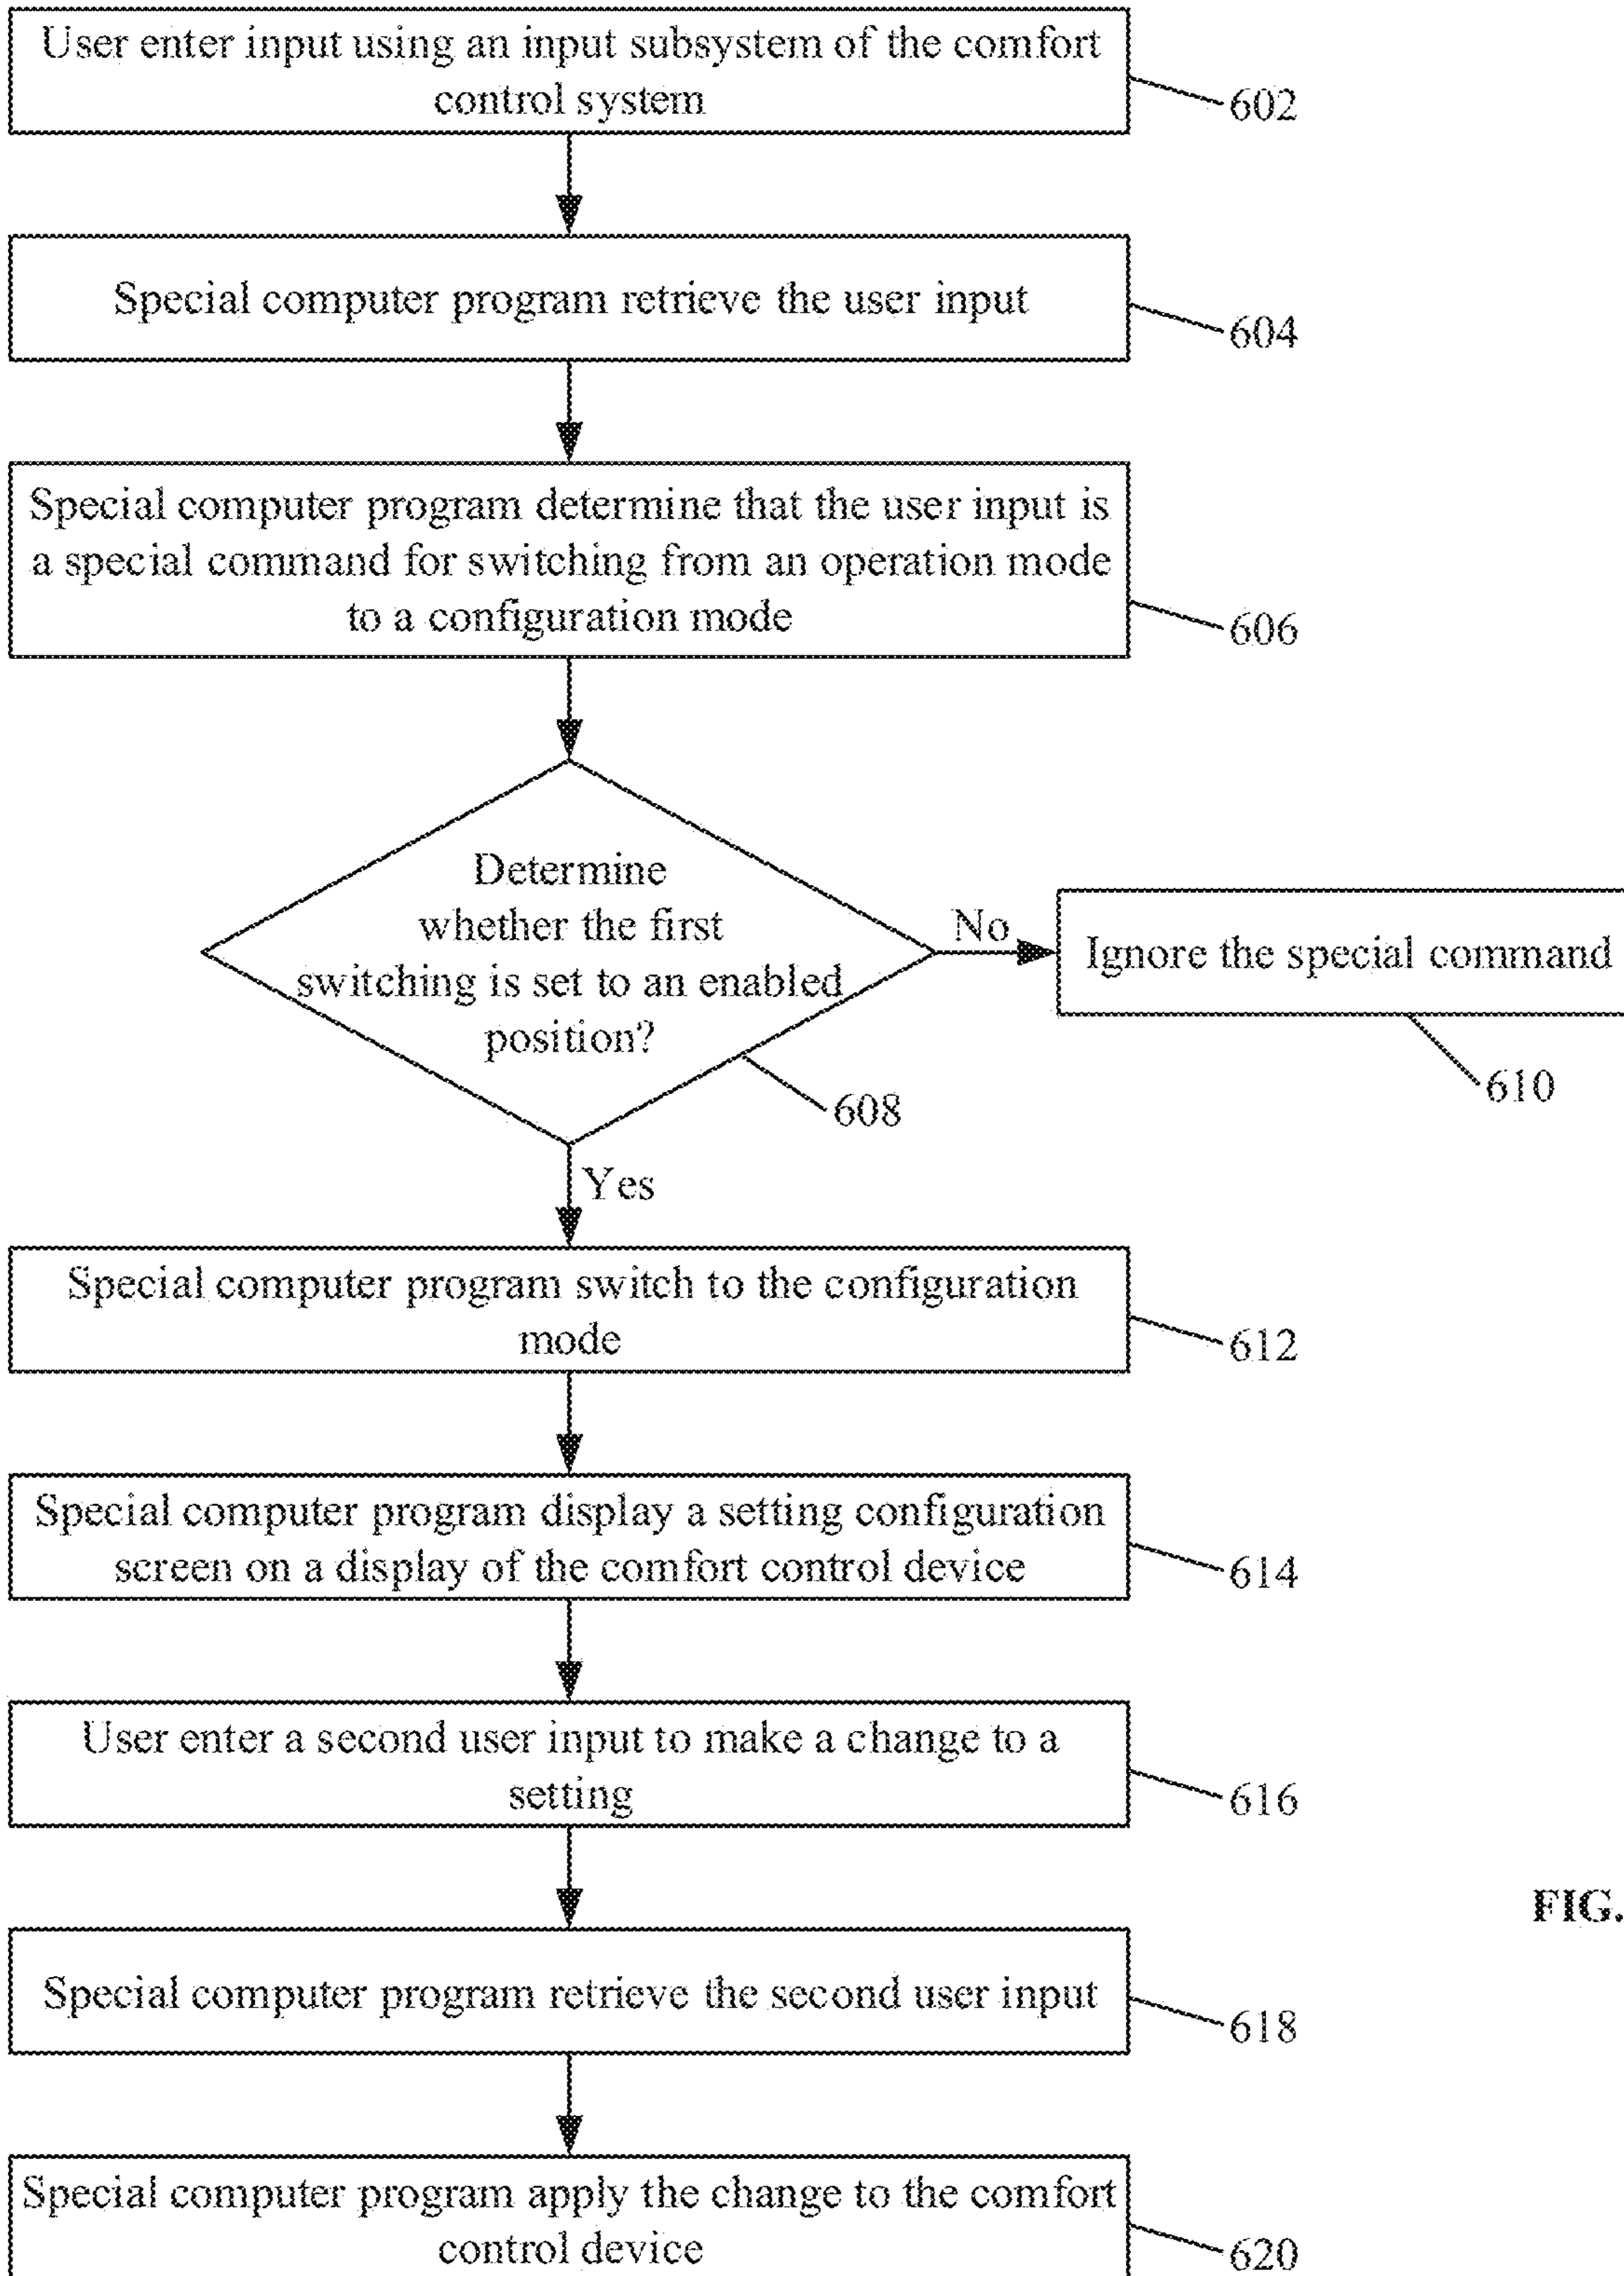 User enter input using an input subsystem of the comfort
control system
602
Special computer program retrieve the user input
604
Special computer program determine that the user input is
a special command for switching from an operation mode
to a configuration mode
606
Determine
whether the first
switching is set to an enabled
position?
608
No
Ignore the special command
610
Yes
Special computer program switch to the configuration
mode
612
Special computer program display a setting configuration
screen on a display of the comfort control device
614
User enter a second user input to make a change to a
setting
616
FIG.
Special computer program retrieve the second user input
618
Special computer program apply the change to the comfort
control device
620